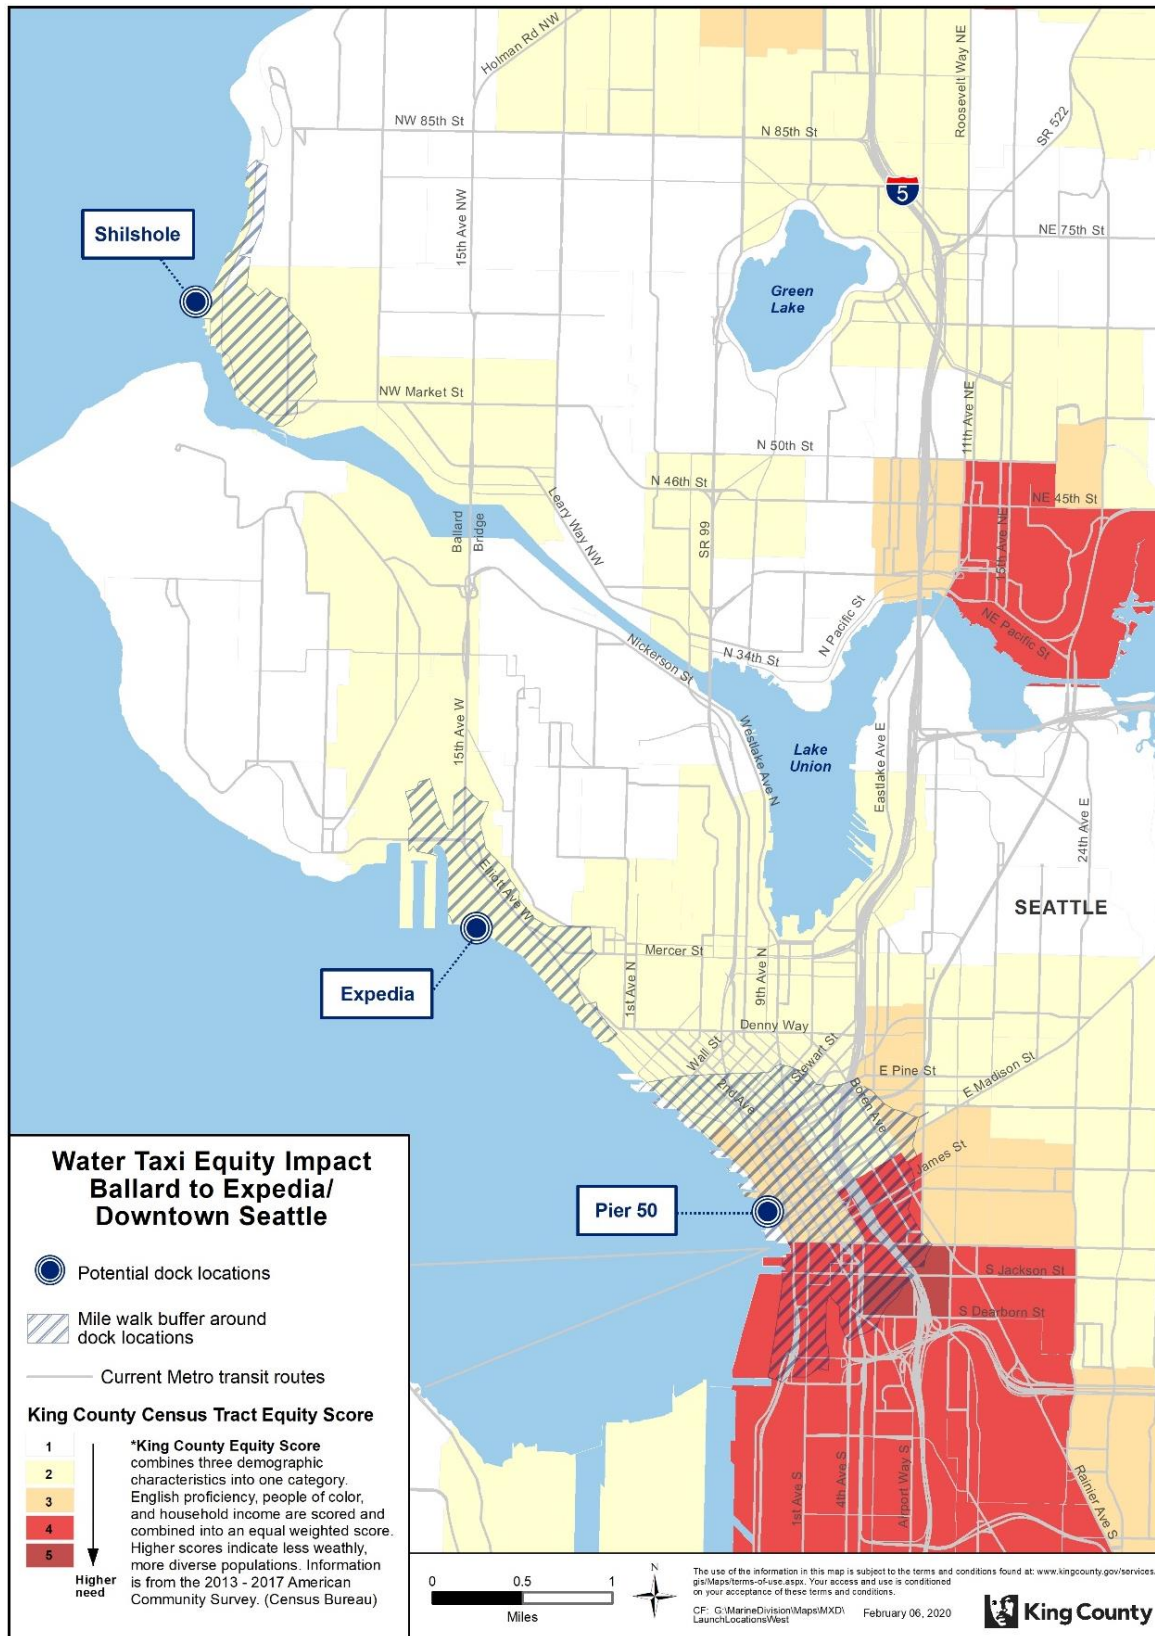 Holman Rd NW
Roosevelt Way NE
SR 522
NW 85th St
N 85th St
5
15th Ave NW
NE 75th St
Shilshole
Green
Lake
NW Market St
11th Ave NE
N 50th St
N 46th St
NE 45th St
Leary Way NW
Ballard
Bridge
SR 99
15th Ave NE
N Pacific St
NE Pacific St
Nickerson St
N 34th St
15th Ave W
Westlake Ave N
Lake
Union
Eastlake Ave E
24th Ave E
Elliott Ave W
SEATTLE
Mercer St
Expedia
1st Ave N
9th Ave N
Denny Way
Wall St
Stewart St
E Pine St
E Madison St
2nd Ave
Boren Ave
James St
Pier 50
S Jackson St
S Dearborn St
1st Ave S
4th Ave S
Airport Way S
Rainier Ave S
Water Taxi Equity Impact
Ballard to Expedia/
Downtown Seattle
Potential dock locations
Mile walk buffer around
dock locations
Current Metro transit routes
King County Census Tract Equity Score
1
2
3
4
5
Higher
need
*King County Equity Score
combines three demographic
characteristics into one category.
English proficiency, people of color,
and household income are scored and
combined into an equal weighted score.
Higher scores indicate less weathly,
more diverse populations. Information
is from the 2013 - 2017 American
Community Survey. (Census Bureau)
0 0.5 1
Miles
N
The use of the information in this map is subject to the terms and conditions found at: www.kingcounty.gov/services/
gis/Maps/terms-of-use.aspx. Your access and use is conditioned
on your acceptance of these terms and conditions.
CF: G:\MarineDivision\Maps\MXD\
LaunchLocationsWest
February 06, 2020
King County